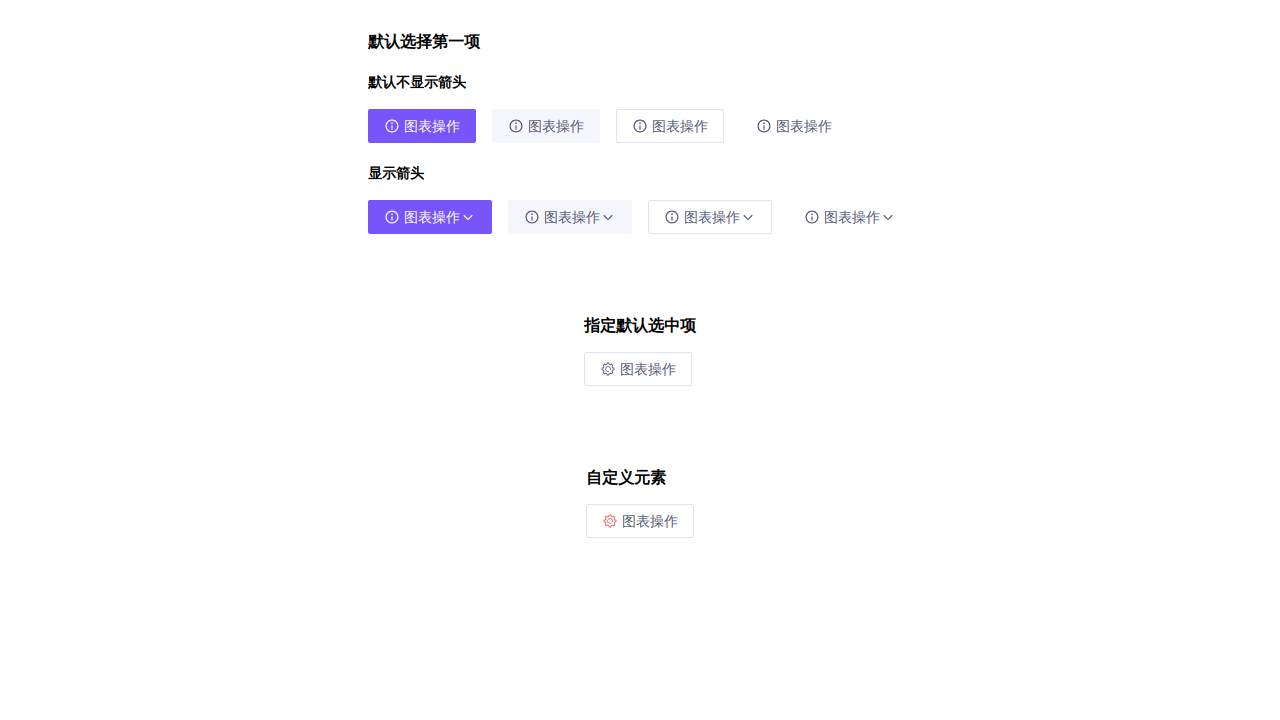 默认选择第一项
默认不显示箭头
图表操作 图表操作 图表操作 图表操作
显示箭头
图表操作 图表操作 图表操作 图表操作
指定默认选中项
图表操作
自定义元素
图表操作